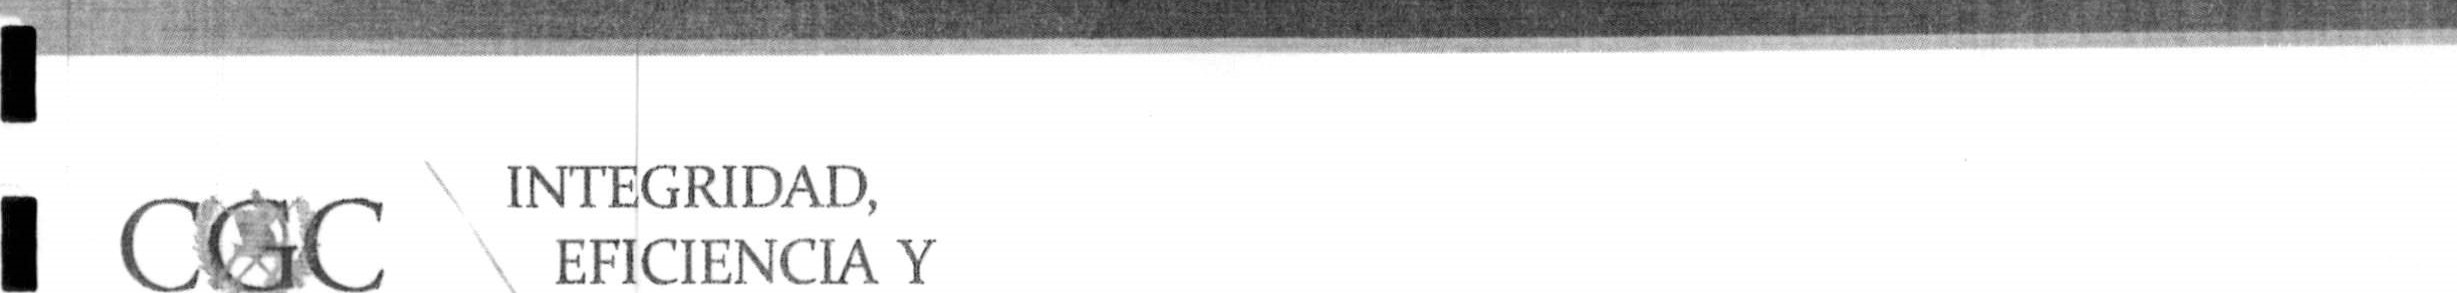 CGC
INTEGRIDAD,
EFICIENCIA Y